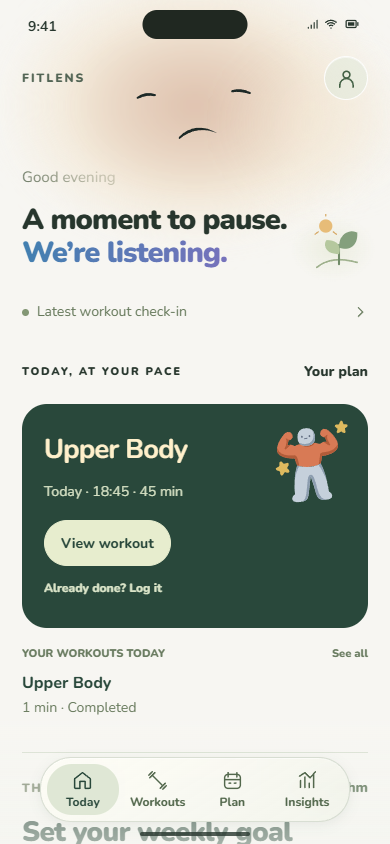 9:41
FITLENS
Good evening
A moment to pause.
We're listening.
Latest workout check-in
TODAY, AT YOUR PACE
Your plan
Upper Body
Today · 18:45 · 45 min
View workout
Already done? Log it
YOUR WORKOUTS TODAY
See all
Upper Body
1 min · Completed
Today
Workouts
Plan
Insights
Set your weekly goal